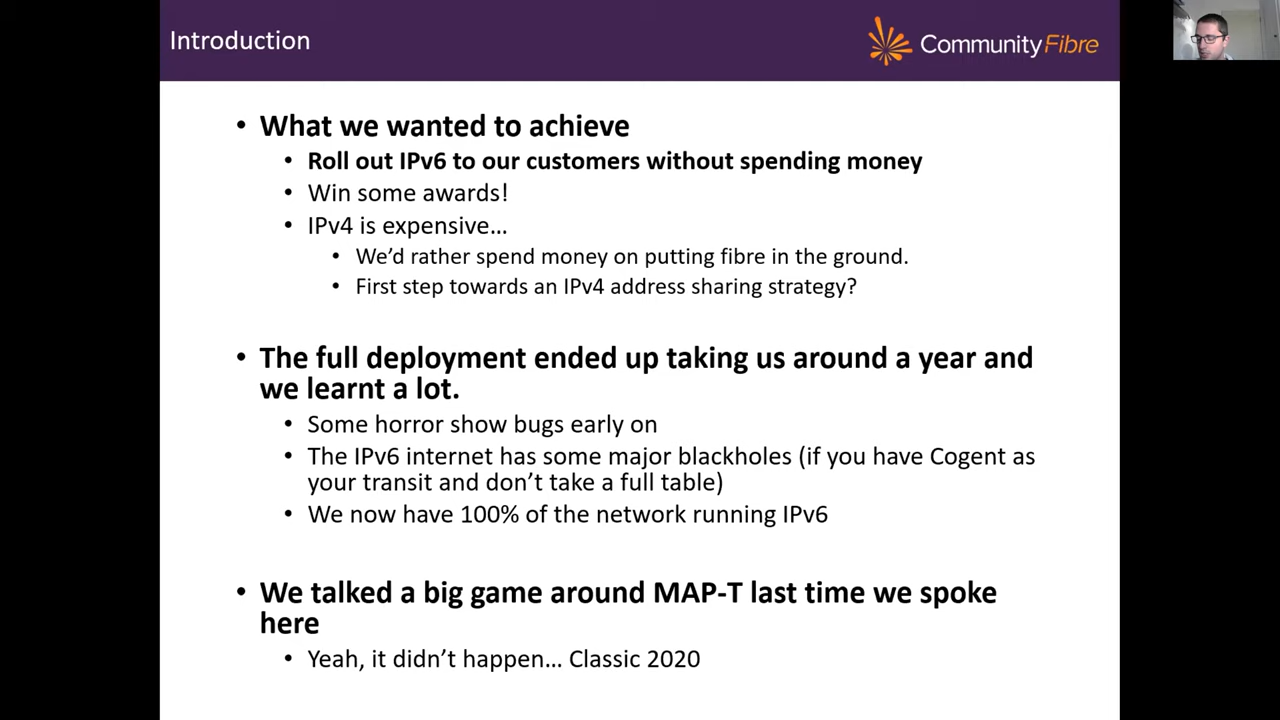 Introduction
CommunityFibre
• What we wanted to achieve
• Roll out IPv6 to our customers without spending money
• Win some awards!
• IPv4 is expensive…
• We’d rather spend money on putting fibre in the ground.
• First step towards an IPv4 address sharing strategy?
• The full deployment ended up taking us around a year and
we learnt a lot.
• Some horror show bugs early on
• The IPv6 internet has some major blackholes (if you have Cogent as
your transit and don’t take a full table)
• We now have 100% of the network running IPv6
• We talked a big game around MAP-T last time we spoke
here
• Yeah, it didn’t happen… Classic 2020